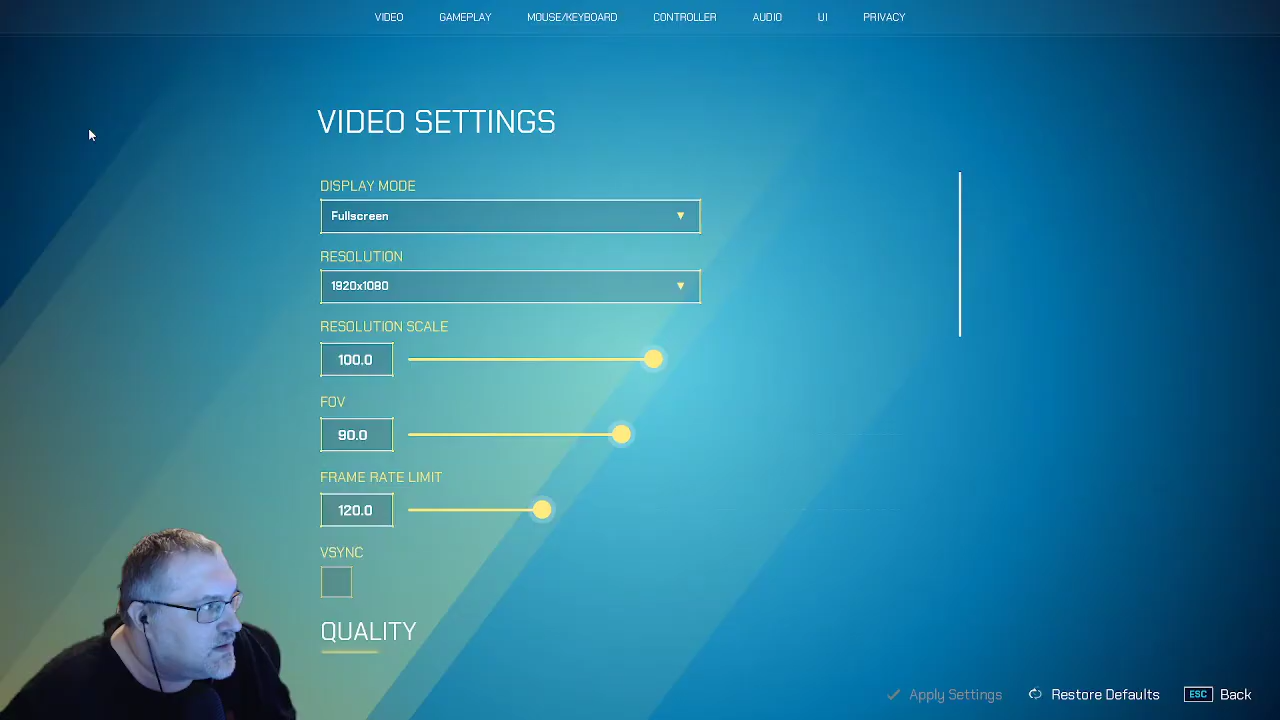 VIDEO GAMEPLAY MOUSE/KEYBOARD CONTROLLER AUDIO UI PRIVACY
VIDEO SETTINGS
DISPLAY MODE
Fullscreen
RESOLUTION
1920x1080
RESOLUTION SCALE
100.0
FOV
90.0
FRAME RATE LIMIT
120.0
VSYNC
QUALITY
Apply Settings Restore Defaults ESC Back